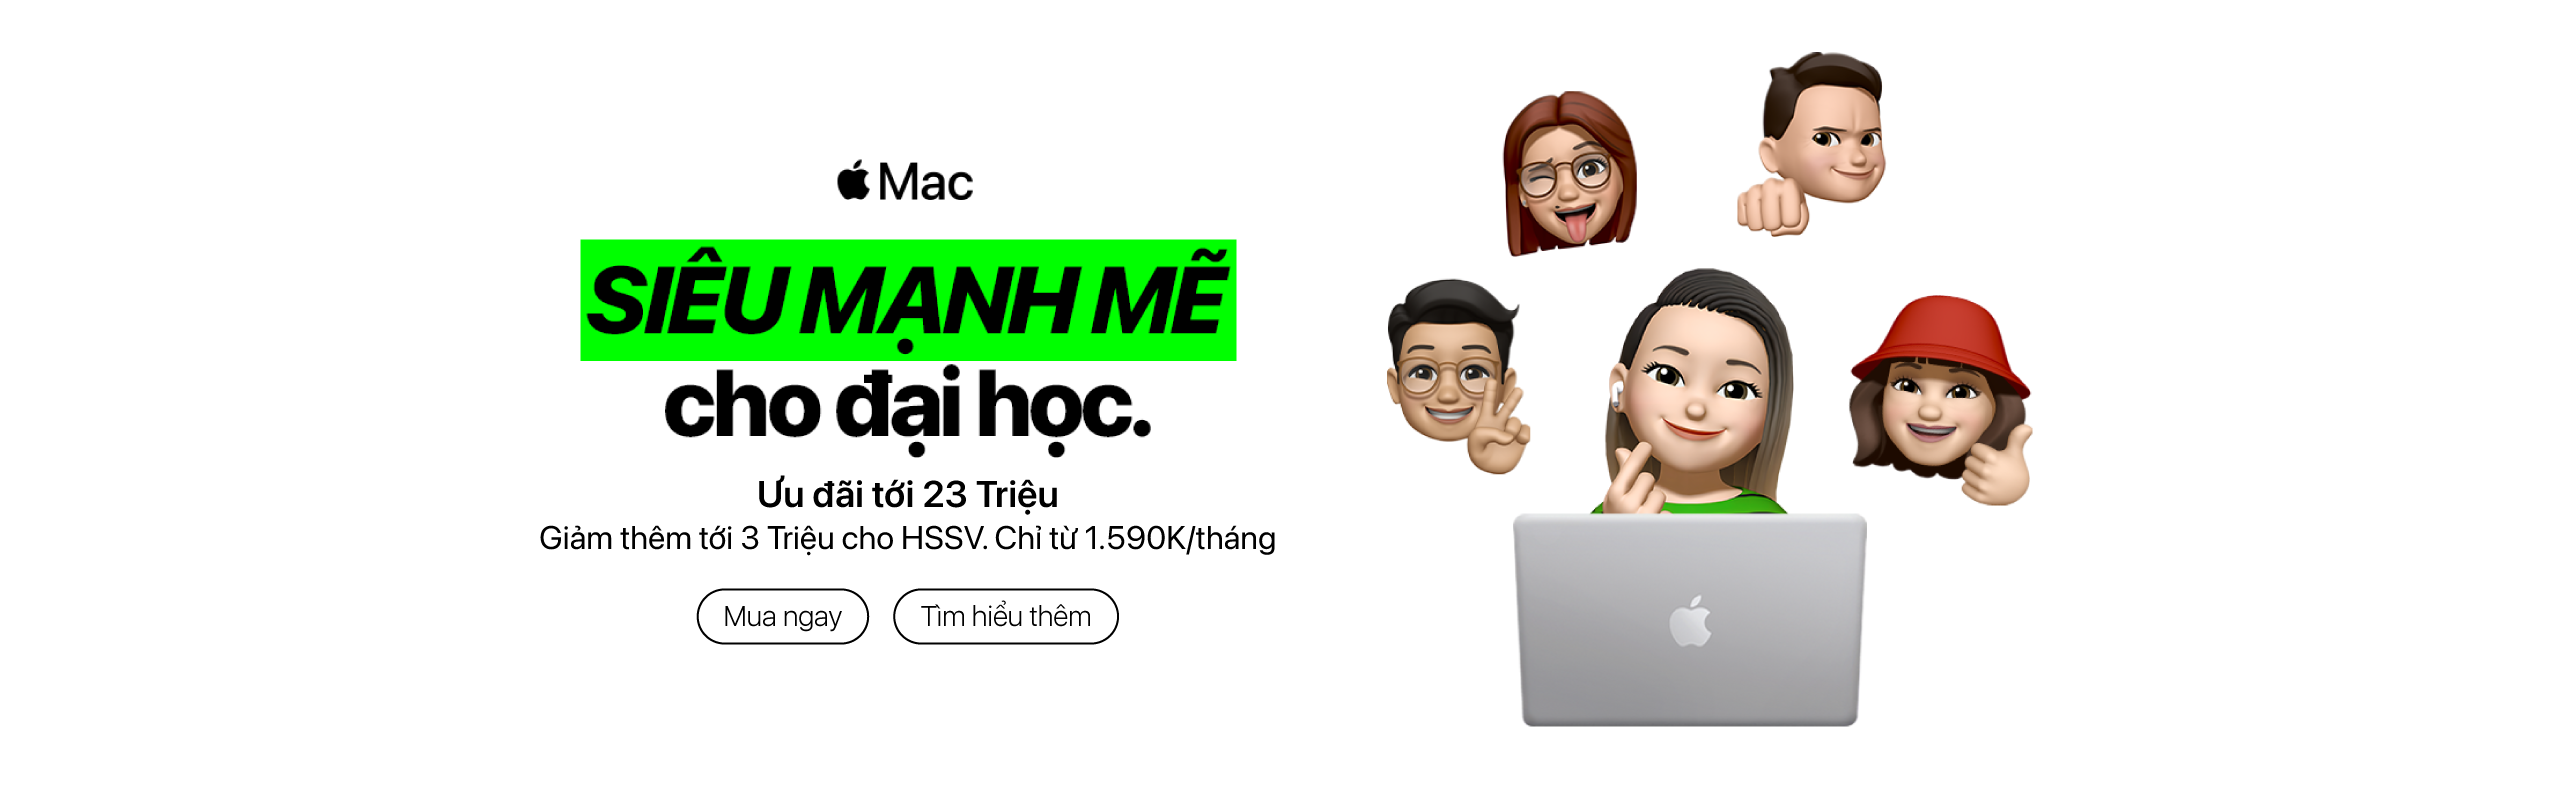 Mac
SIÊU MẠNH MẼ
cho đại học.
Ưu đãi tới 23 Triệu
Giảm thêm tới 3 Triệu cho HSSV. Chỉ từ 1.590K/tháng
Mua ngay
Tìm hiểu thêm